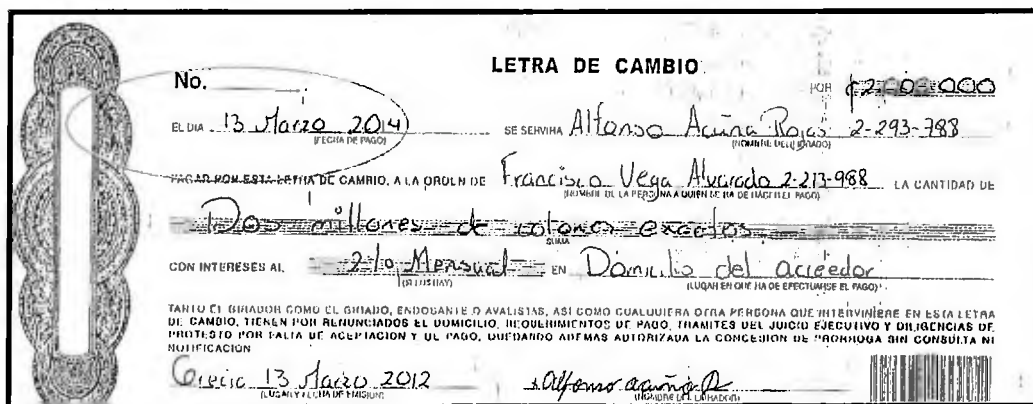 LETRA DE CAMBIO
No. POR ¢2.000.000
EL DIA 13 Marzo 2014 SE SERVIRA Alfonso Acuña Rojas 2-293-788
(FECHA DE PAGO) (NOMBRE DEL GIRADO)
PAGAR POR ESTA LETRA DE CAMBIO, A LA ORDEN DE Francisco Vega Alvarado 2-213-988 LA CANTIDAD DE
(NOMBRE DE LA PERSONA A QUIEN SE HA DE HACER EL PAGO)
Dos millones de colones exactos
SUMA
CON INTERESES AL 2% Mensual EN Domicilio del acreedor
(SI LOS HAY) (LUGAR EN QUE HA DE EFECTUARSE EL PAGO)
TANTO EL GIRADOR COMO EL GIRADO, ENDOSANTE O AVALISTAS, ASI COMO CUALQUIERA OTRA PERSONA QUE INTERVINIERE EN ESTA LETRA
DE CAMBIO, TIENEN POR RENUNCIADOS EL DOMICILIO, REQUERIMIENTOS DE PAGO, TRAMITES DEL JUICIO EJECUTIVO Y DILIGENCIAS DE
PROTESTO POR FALTA DE ACEPTACION Y DE PAGO, QUEDANDO ADEMAS AUTORIZADA LA CONCESION DE PRORROGA SIN CONSULTA NI
NOTIFICACION
Grecia 13 Marzo 2012 Alfonso acuña R
(LUGAR Y FECHA DE EMISION) (NOMBRE DEL LIBRADOR)